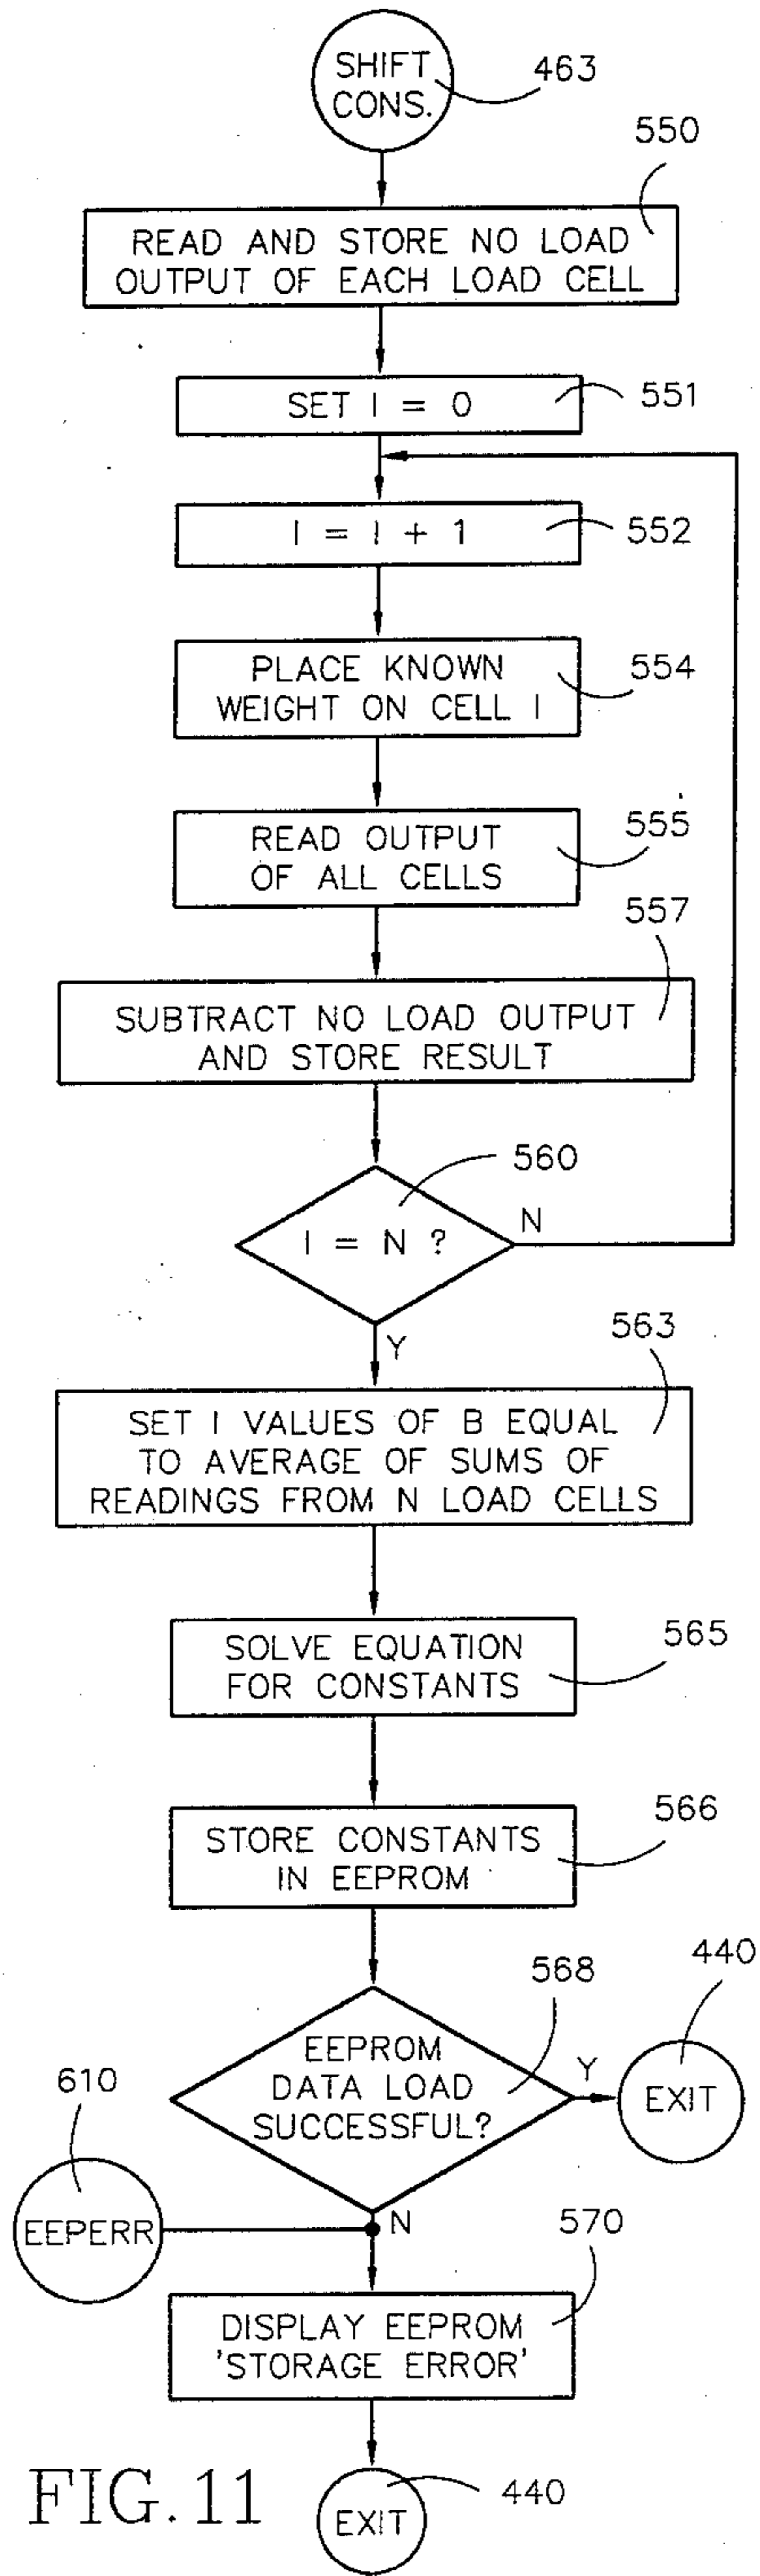 SHIFT
CONS.
463
550
READ AND STORE NO LOAD
OUTPUT OF EACH LOAD CELL
SET I = 0
551
I = I + 1
552
PLACE KNOWN
WEIGHT ON CELL I
554
READ OUTPUT
OF ALL CELLS
555
557
SUBTRACT NO LOAD OUTPUT
AND STORE RESULT
560
I = N ?
N
Y
563
SET I VALUES OF B EQUAL
TO AVERAGE OF SUMS OF
READINGS FROM N LOAD CELLS
SOLVE EQUATION
FOR CONSTANTS
565
STORE CONSTANTS
IN EEPROM
566
568
440
EEPROM
DATA LOAD
SUCCESSFUL?
Y
EXIT
610
EEPERR
N
570
DISPLAY EEPROM
'STORAGE ERROR'
FIG. 11
EXIT
440